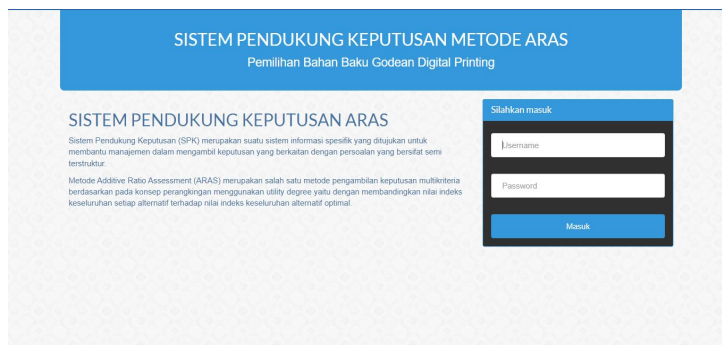 SISTEM PENDUKUNG KEPUTUSAN METODE ARAS
Pemilihan Bahan Baku Godean Digital Printing
SISTEM PENDUKUNG KEPUTUSAN ARAS
Sistem Pendukung Keputusan (SPK) merupakan suatu sistem informasi spesifik yang ditujukan untuk
membantu manajemen dalam mengambil keputusan yang berkaitan dengan persoalan yang bersifat semi
terstruktur.
Metode Additive Ratio Assessment (ARAS) merupakan salah satu metode pengambilan keputusan multikriteria
berdasarkan pada konsep perangkingan menggunakan utility degree yaitu dengan membandingkan nilai indeks
keseluruhan setiap alternatif terhadap nilai indeks keseluruhan alternatif optimal.
Silahkan masuk
Username
Password
Masuk